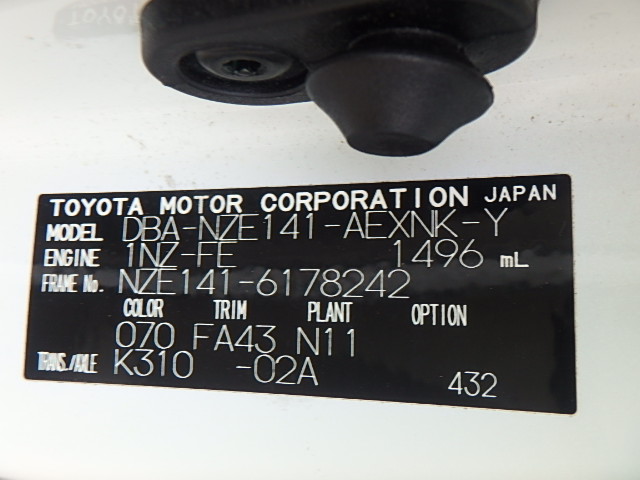 TOYOTA MOTOR CORPORATION JAPAN
MODEL DBA-NZE141-AEXNK-Y
ENGINE 1NZ-FE 1496 mL
FRAME No. NZE141-6178242
COLOR TRIM PLANT OPTION
070 FA43 N11
TRANS./AXLE K310 -02A 432